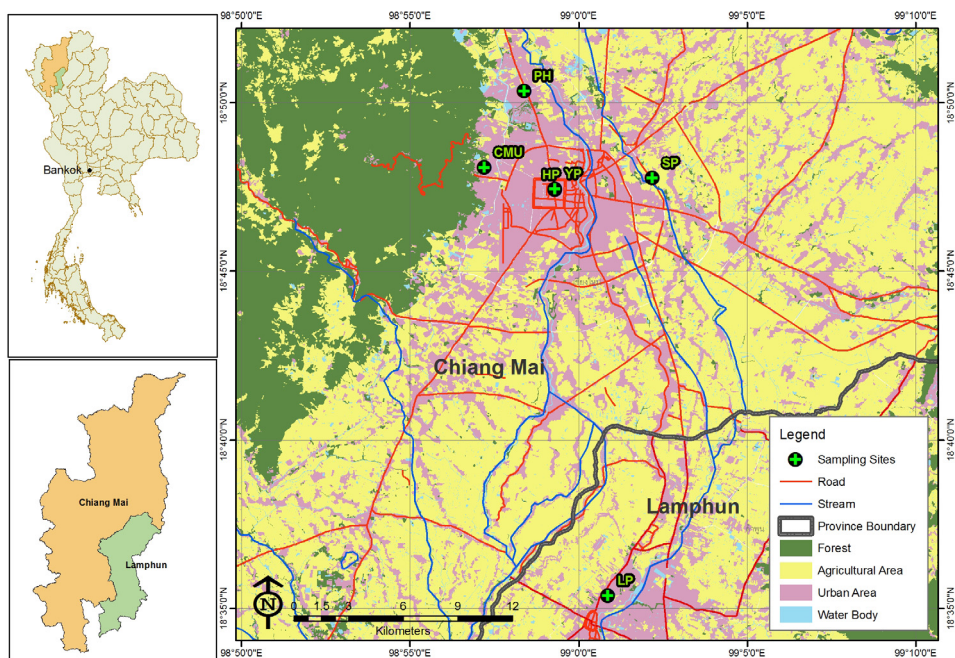 Bankok
Chiang Mai
Lamphun
98°50'0"E
98°55'0"E
99°0'0"E
99°5'0"E
99°10'0"E
18°50'0"N
18°50'0"N
18°45'0"N
18°45'0"N
18°40'0"N
18°40'0"N
18°35'0"N
18°35'0"N
PH
CMU
HP YP
SP
Chiang Mai
Lamphun
LP
Legend
Sampling Sites
Road
Stream
Province Boundary
Forest
Agricultural Area
Urban Area
Water Body
N
0 1.5 3 6 9 12
Kilometers
98°50'0"E
98°55'0"E
99°0'0"E
99°5'0"E
99°10'0"E